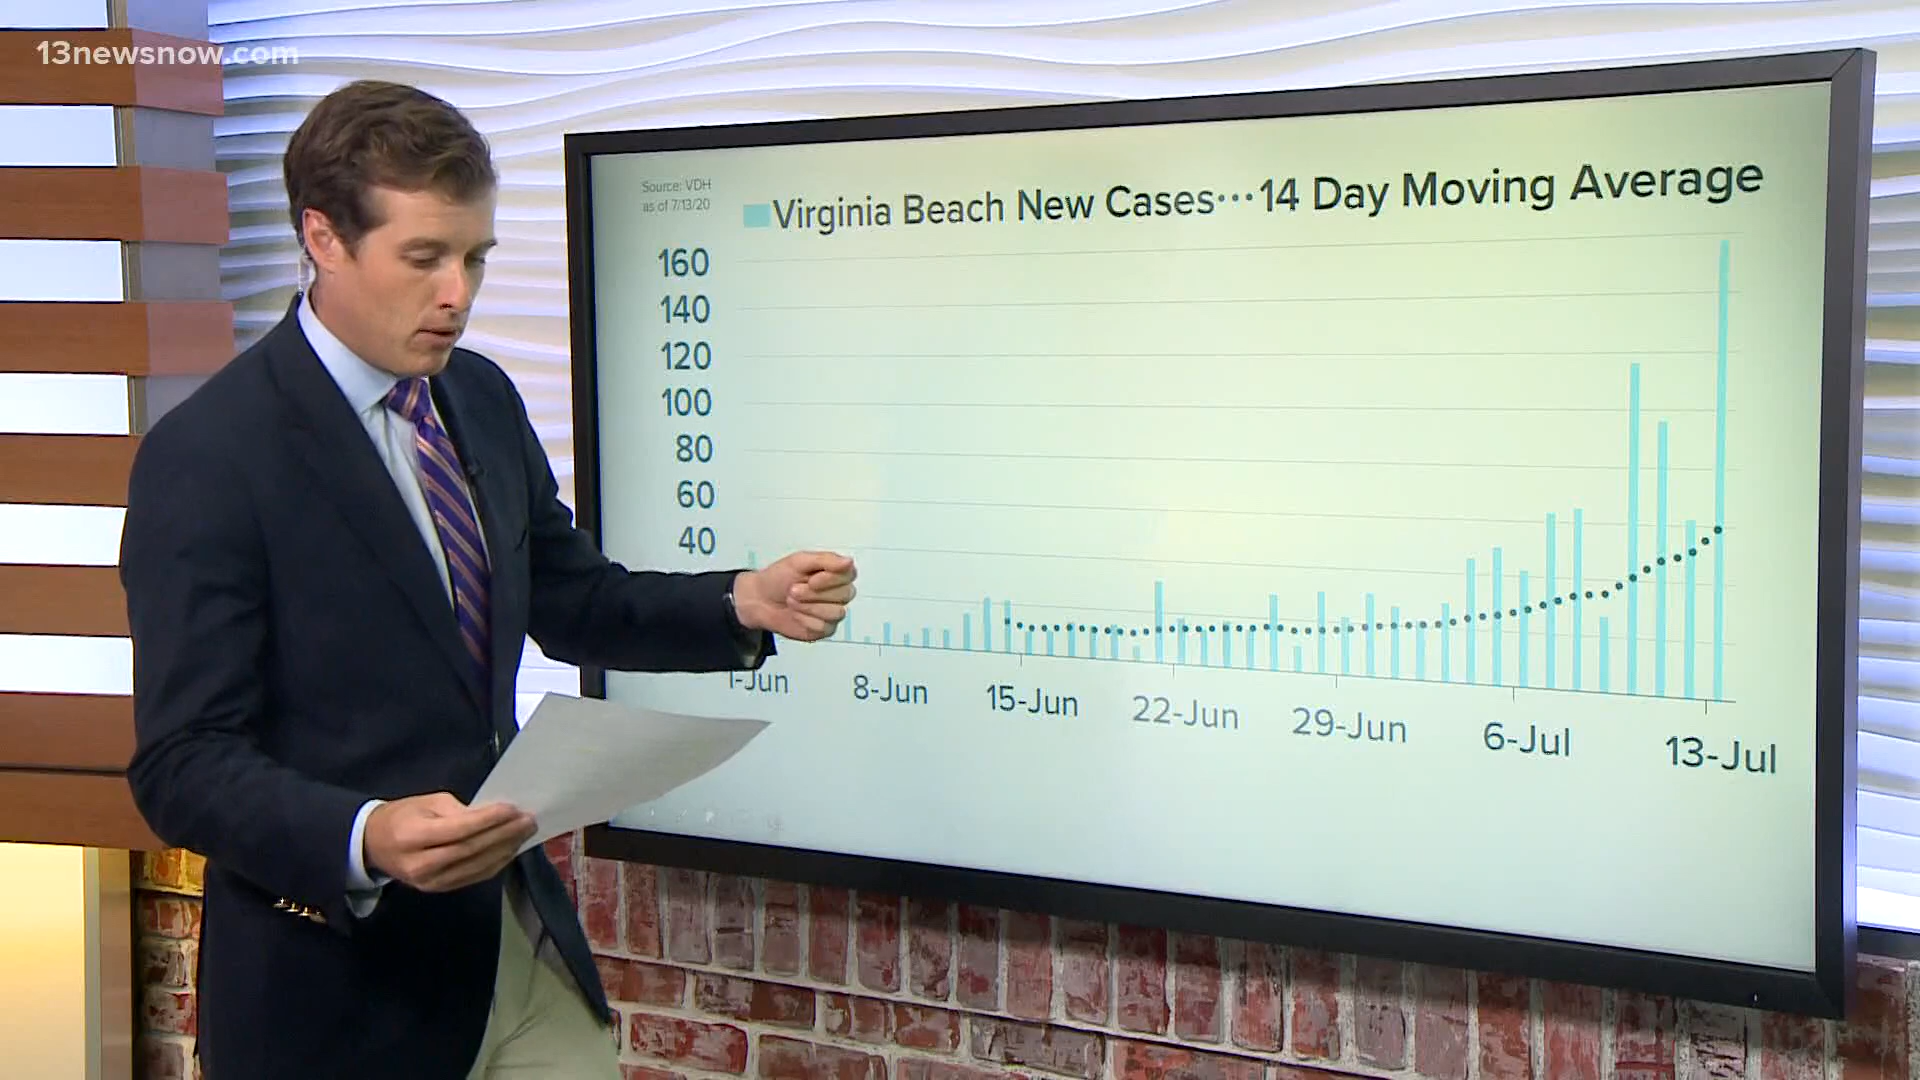 13newsnow.com
Source: VDH
as of 7/13/20
Virginia Beach New Cases•••14 Day Moving Average
160
140
120
100
80
60
40
1-Jun 8-Jun 15-Jun 22-Jun 29-Jun 6-Jul 13-Jul